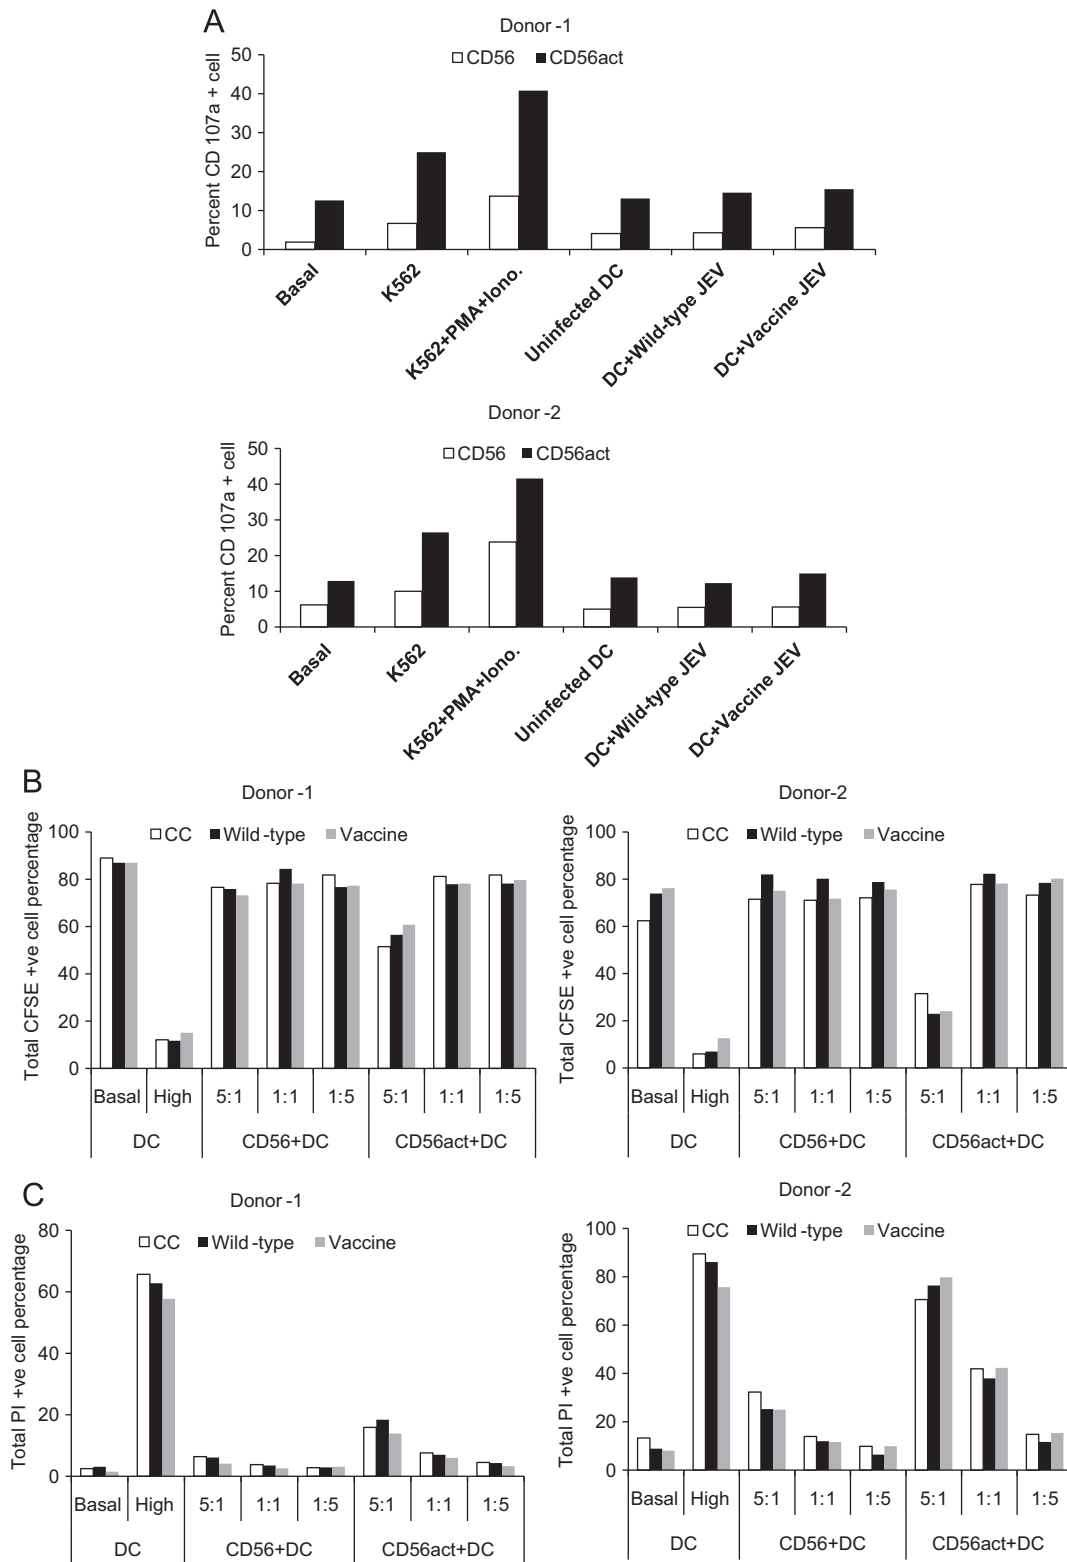 A
Donor -1
CD56 CD56act
Percent CD 107a + cell
50
40
30
20
10
0
Basal
K562
K562+PMA+Iono.
Uninfected DC
DC+Wild-type JEV
DC+Vaccine JEV
Donor -2
CD56 CD56act
Percent CD 107a + cell
50
40
30
20
10
0
Basal
K562
K562+PMA+Iono.
Uninfected DC
DC+Wild-type JEV
DC+Vaccine JEV
B
Donor -1
CC Wild -type Vaccine
Total CFSE +ve cell percentage
100
80
60
40
20
0
Basal High 5:1 1:1 1:5 5:1 1:1 1:5
DC CD56+DC CD56act+DC
Donor-2
CC Wild -type Vaccine
Total CFSE +ve cell percentage
100
80
60
40
20
0
Basal High 5:1 1:1 1:5 5:1 1:1 1:5
DC CD56+DC CD56act+DC
C
Donor -1
CC Wild -type Vaccine
Total PI +ve cell percentage
80
60
40
20
0
Basal High 5:1 1:1 1:5 5:1 1:1 1:5
DC CD56+DC CD56act+DC
Donor -2
CC Wild -type Vaccine
Total PI +ve cell percentage
100
80
60
40
20
0
Basal High 5:1 1:1 1:5 5:1 1:1 1:5
DC CD56+DC CD56act+DC